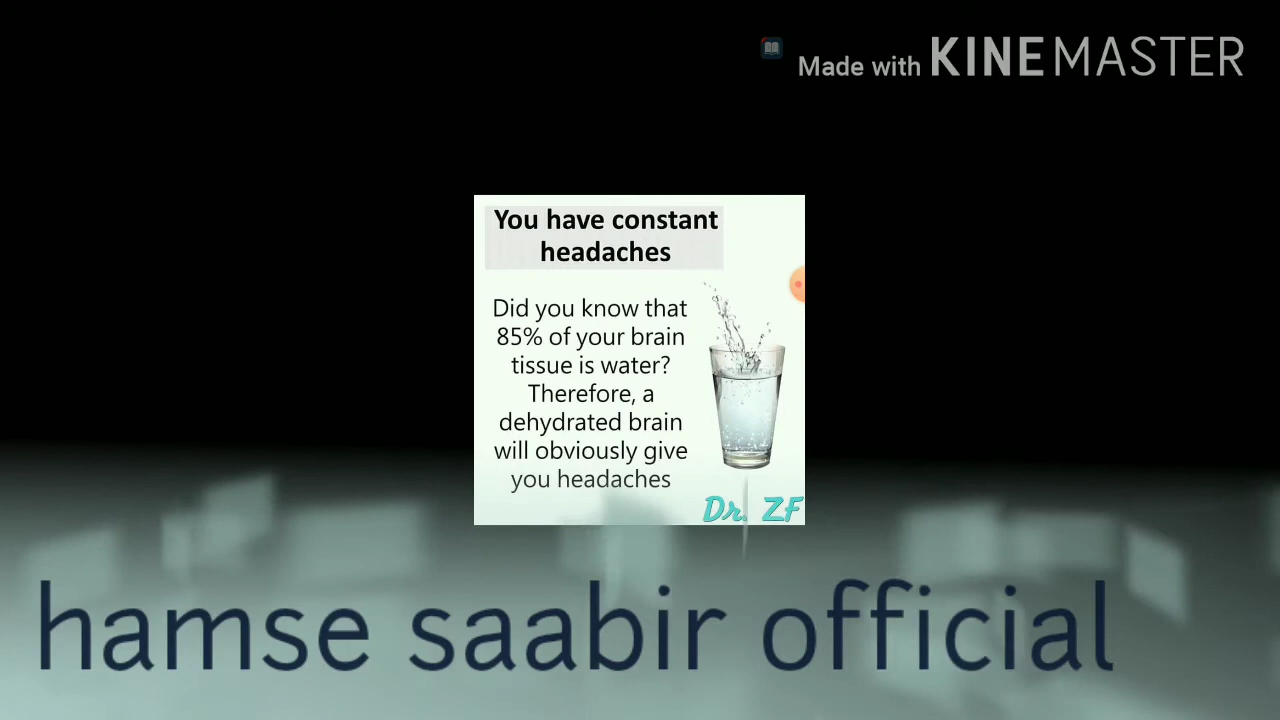 Made with KINEMASTER
You have constant
headaches
Did you know that
85% of your brain
tissue is water?
Therefore, a
dehydrated brain
will obviously give
you headaches
Dr. ZF
hamse saabir official